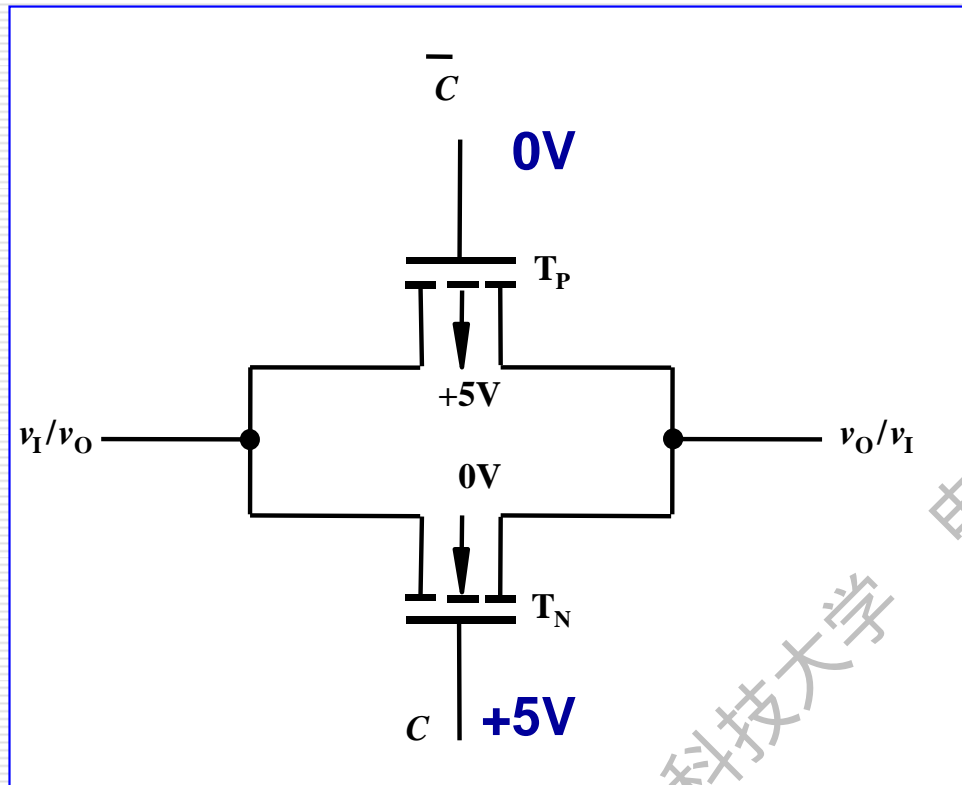 C̅
0V
T_P
+5V
v_I/v_O
v_O/v_I
0V
T_N
C
+5V
科技大学